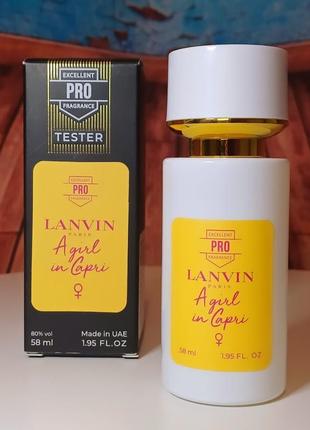 EXCELLENT
PRO
FRAGRANCE
TESTER
EXCELLENT
PRO
FRAGRANCE
LANVIN
PARIS
A girl
in Capri
80% vol
58 ml
Made in UAE
1.95 FL.OZ
EXCELLENT
PRO
FRAGRANCE
LANVIN
PARIS
A girl
in Capri
58 ml
1.95 FL. OZ